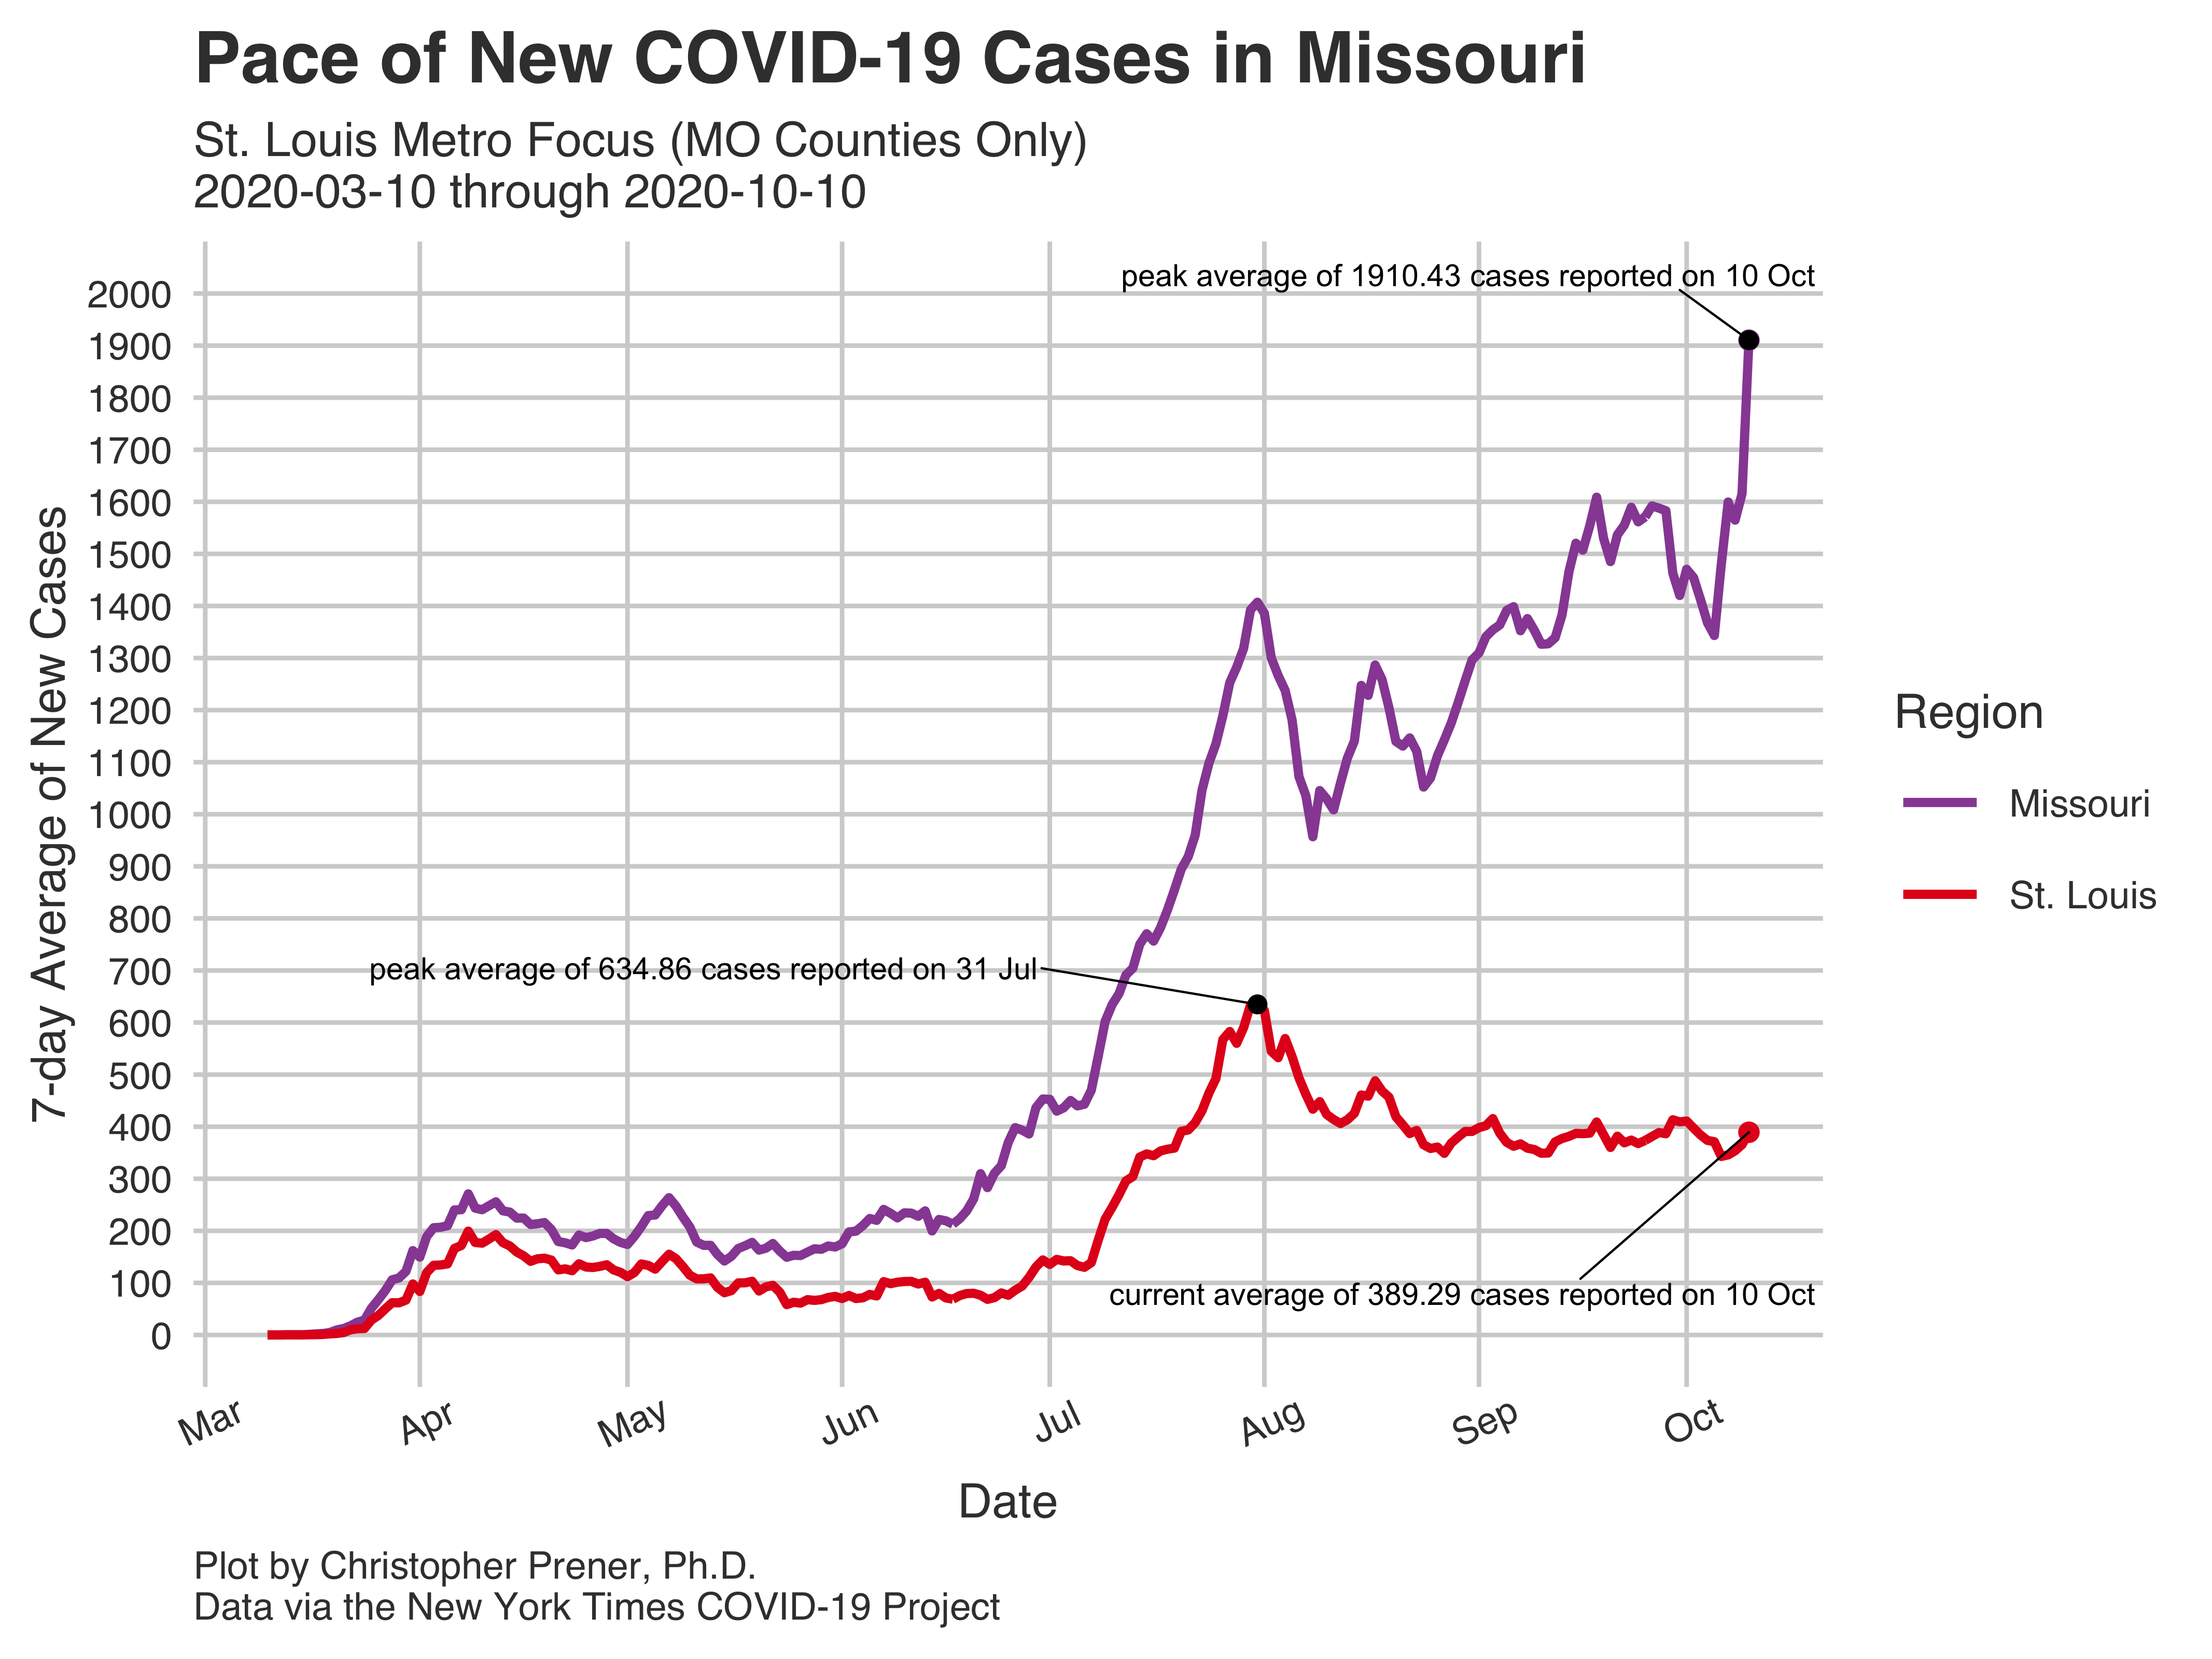 Pace of New COVID-19 Cases in Missouri
St. Louis Metro Focus (MO Counties Only)
2020-03-10 through 2020-10-10
peak average of 1910.43 cases reported on 10 Oct
2000
1900
1800
1700
1600
1500
1400
1300
1200
1100
1000
900
800
700
600
500
400
300
200
100
0
7-day Average of New Cases
peak average of 634.86 cases reported on 31 Jul
current average of 389.29 cases reported on 10 Oct
Region
Missouri
St. Louis
Mar Apr May Jun Jul Aug Sep Oct
Date
Plot by Christopher Prener, Ph.D.
Data via the New York Times COVID-19 Project